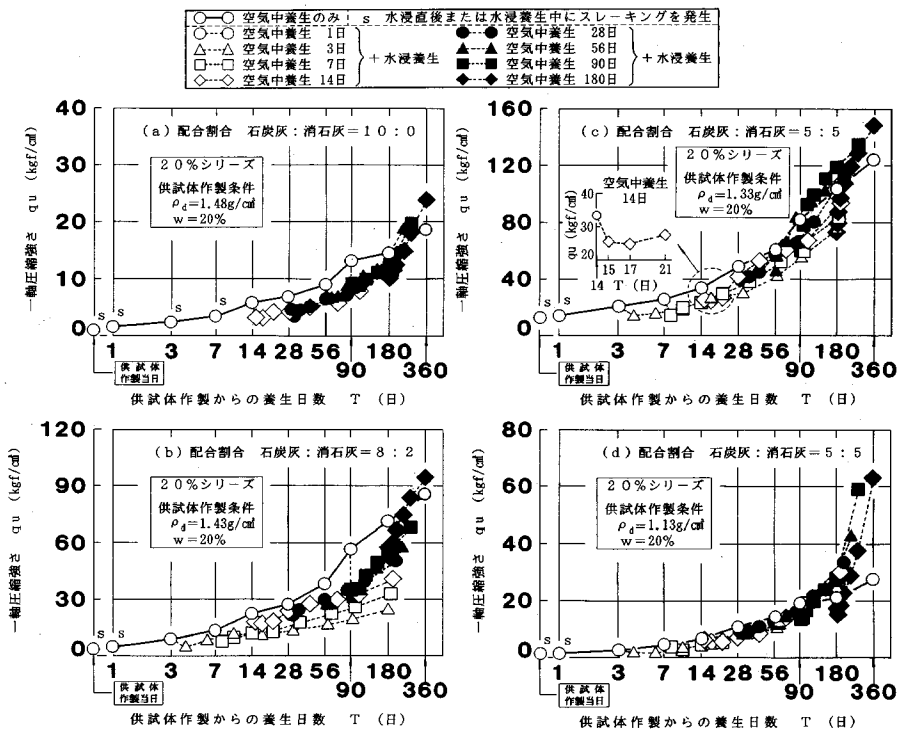 空気中養生のみ s 水浸直後または水浸養生中にスレーキングを発生
空気中養生 1日
空気中養生 3日
空気中養生 7日
空気中養生 14日
+水浸養生
空気中養生 28日
空気中養生 56日
空気中養生 90日
空気中養生 180日
+水浸養生
(a) 配合割合 石炭灰:消石灰=10:0
20%シリーズ
供試体作製条件
ρd=1.48g/c㎡
w=20%
一軸圧縮強さ qu (kgf/c㎡)
40
30
20
10
0
s s s s
1 3 7 14 28 56 90 180 360
供試体
作製当日
供試体作製からの養生日数 T (日)
(c) 配合割合 石炭灰:消石灰=5:5
20%シリーズ
供試体作製条件
ρd=1.33g/c㎡
w=20%
空気中養生
14日
qu (kgf/c㎡)
40
30
20
15 17 21
14 T (日)
一軸圧縮強さ qu (kgf/c㎡)
160
120
80
40
0
s
1 3 7 14 28 56 90 180 360
供試体
作製当日
供試体作製からの養生日数 T (日)
(b) 配合割合 石炭灰:消石灰=8:2
20%シリーズ
供試体作製条件
ρd=1.43g/c㎡
w=20%
一軸圧縮強さ qu (kgf/c㎡)
120
90
60
30
0
s s
1 3 7 14 28 56 90 180 360
供試体
作製当日
供試体作製からの養生日数 T (日)
(d) 配合割合 石炭灰:消石灰=5:5
20%シリーズ
供試体作製条件
ρd=1.13g/c㎡
w=20%
一軸圧縮強さ qu (kgf/c㎡)
80
60
40
20
0
s
1 3 7 14 28 56 90 180 360
供試体
作製当日
供試体作製からの養生日数 T (日)